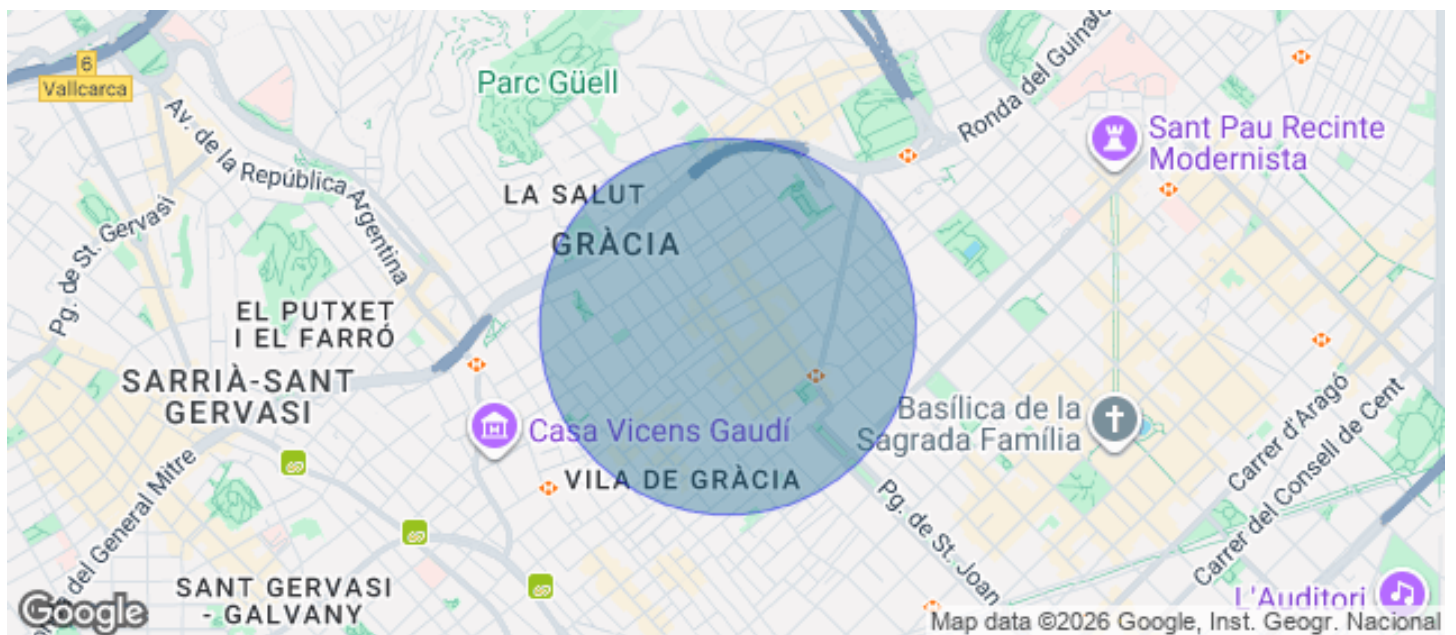 6
Vallcarca
Av. de la República Argentina
Pg. de St. Gervasi
Parc Güell
Ronda del Guinardó
Sant Pau Recinte
Modernista
LA SALUT
GRÀCIA
EL PUTXET
I EL FARRÓ
SARRIÀ-SANT
GERVASI
Casa Vicens Gaudí
Basílica de la
Sagrada Família
VILA DE GRÀCIA
Carrer d'Aragó
Carrer del Consell de Cent
Pg. de St. Joan
del General Mitre
SANT GERVASI
- GALVANY
L'Auditori
Google
Map data ©2026 Google, Inst. Geogr. Nacional